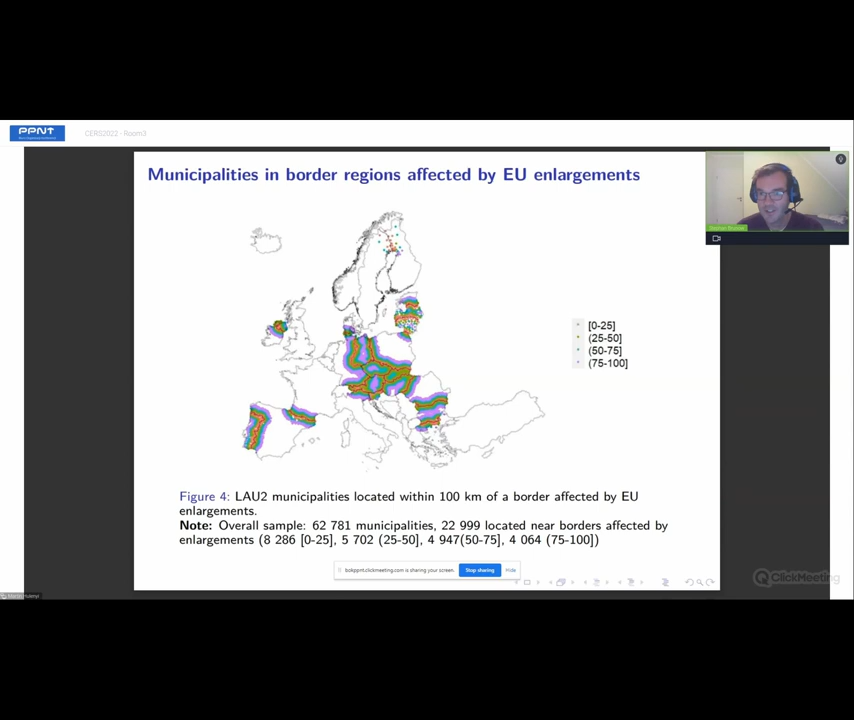 PPNT
CERS2022 - Room3
Municipalities in border regions affected by EU enlargements
[0-25]
(25-50]
(50-75]
(75-100]
Figure 4: LAU2 municipalities located within 100 km of a border affected by EU
enlargements.
Note: Overall sample: 62 781 municipalities, 22 999 located near borders affected by
enlargements (8 286 [0-25], 5 702 (25-50], 4 947(50-75], 4 064 (75-100])
bokppnt.clickmeeting.com is sharing your screen.
Stop sharing
Hide
ClickMeeting